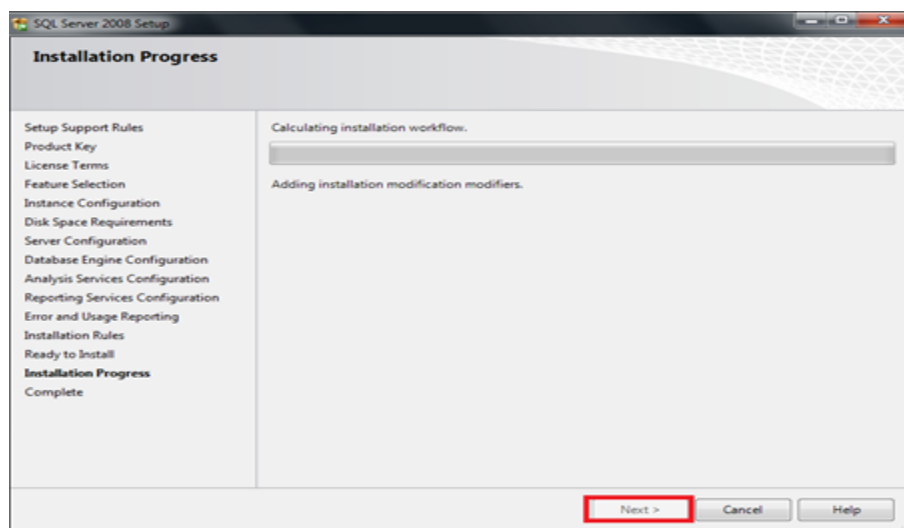 SQL Server 2008 Setup
Installation Progress
Setup Support Rules
Product Key
License Terms
Feature Selection
Instance Configuration
Disk Space Requirements
Server Configuration
Database Engine Configuration
Analysis Services Configuration
Reporting Services Configuration
Error and Usage Reporting
Installation Rules
Ready to Install
Installation Progress
Complete
Calculating installation workflow.
Adding installation modification modifiers.
Next >
Cancel
Help